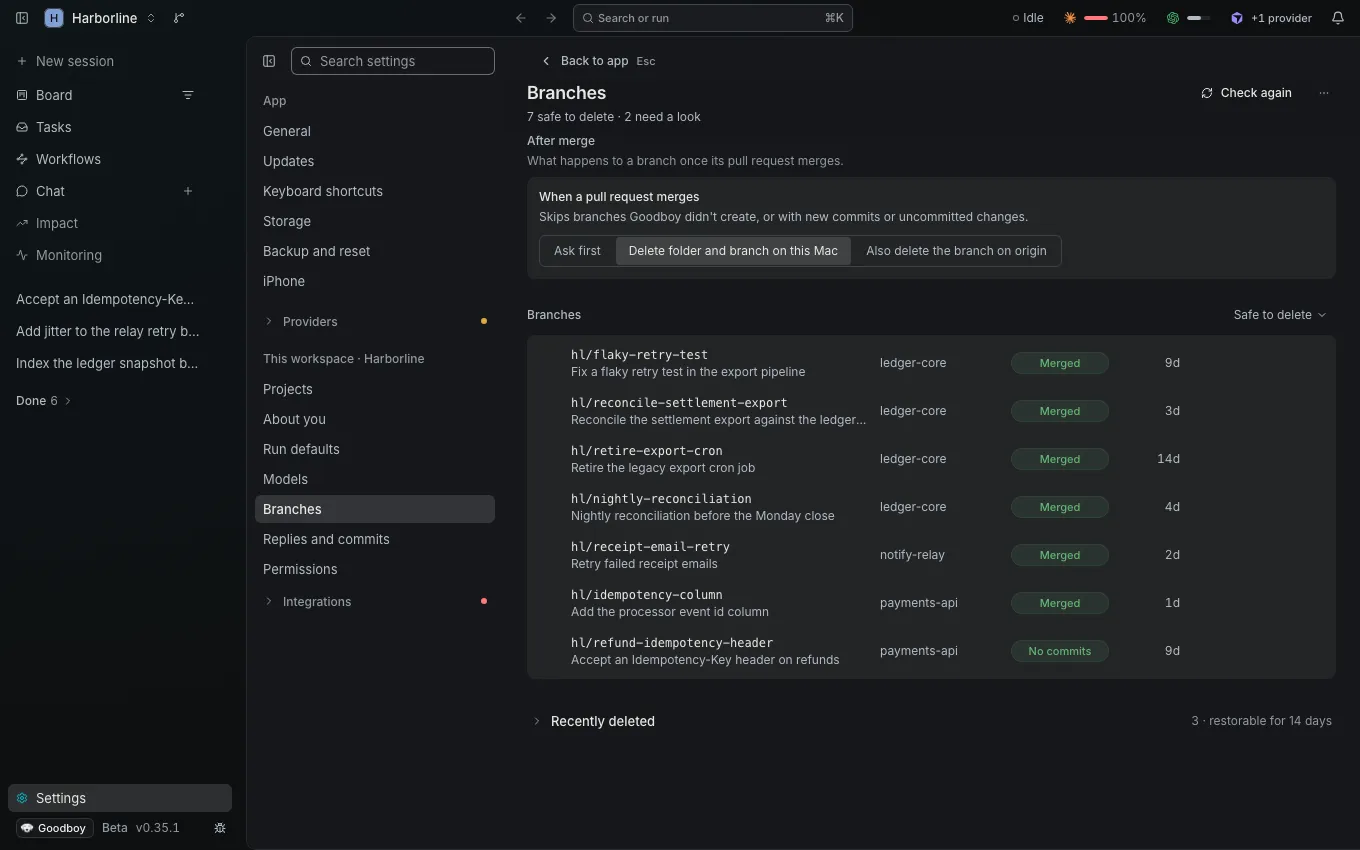 H Harborline
Search or run ⌘K
Idle
100%
+1 provider
New session
Board
Tasks
Workflows
Chat
Impact
Monitoring
Accept an Idempotency-Ke...
Add jitter to the relay retry b...
Index the ledger snapshot b...
Done 6
Settings
Goodboy Beta v0.35.1
Search settings
App
General
Updates
Keyboard shortcuts
Storage
Backup and reset
iPhone
Providers
This workspace · Harborline
Projects
About you
Run defaults
Models
Branches
Replies and commits
Permissions
Integrations
Back to app Esc
Branches
Check again
7 safe to delete · 2 need a look
After merge
What happens to a branch once its pull request merges.
When a pull request merges
Skips branches Goodboy didn't create, or with new commits or uncommitted changes.
Ask first Delete folder and branch on this Mac Also delete the branch on origin
Branches Safe to delete
hl/flaky-retry-test
Fix a flaky retry test in the export pipeline
ledger-core Merged 9d
hl/reconcile-settlement-export
Reconcile the settlement export against the ledger...
ledger-core Merged 3d
hl/retire-export-cron
Retire the legacy export cron job
ledger-core Merged 14d
hl/nightly-reconciliation
Nightly reconciliation before the Monday close
ledger-core Merged 4d
hl/receipt-email-retry
Retry failed receipt emails
notify-relay Merged 2d
hl/idempotency-column
Add the processor event id column
payments-api Merged 1d
hl/refund-idempotency-header
Accept an Idempotency-Key header on refunds
payments-api No commits 9d
Recently deleted 3 · restorable for 14 days